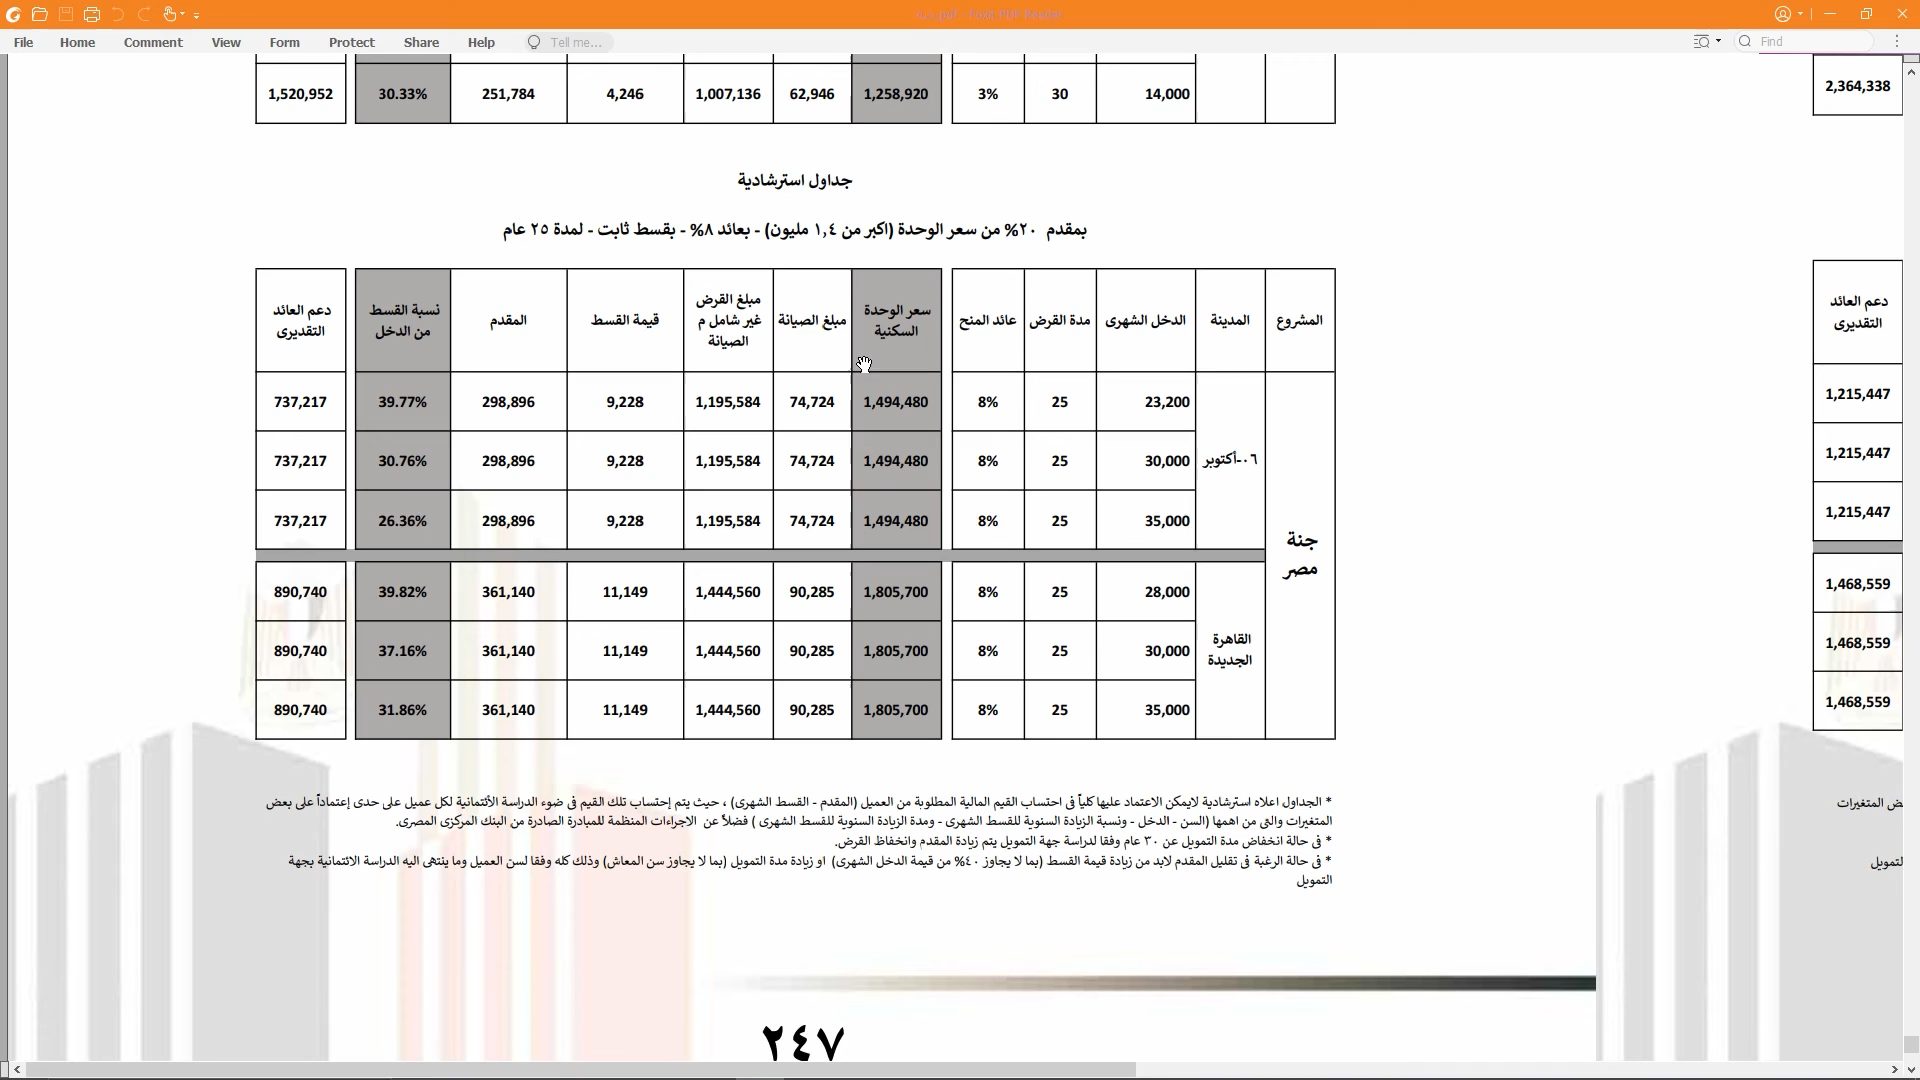 File Home Comment View Form Protect Share Help Tell me... Find
14,000 30 3% 1,258,920 62,946 1,007,136 4,246 251,784 30.33% 1,520,952
2,364,338
جداول استرشادية
بمقدم ٢٠% من سعر الوحدة (اكبر من ١,٤ مليون) - بعائد ٨% - بقسط ثابت - لمدة ٢٥ عام
المشروع المدينة الدخل الشهرى مدة القرض عائد المنح سعر الوحدة السكنية مبلغ الصيانة مبلغ القرض غير شامل م الصيانة قيمة القسط المقدم نسبة القسط من الدخل دعم العائد التقديرى
جنة مصر
٠٦-أكتوبر
23,200 25 8% 1,494,480 74,724 1,195,584 9,228 298,896 39.77% 737,217
30,000 25 8% 1,494,480 74,724 1,195,584 9,228 298,896 30.76% 737,217
35,000 25 8% 1,494,480 74,724 1,195,584 9,228 298,896 26.36% 737,217
القاهرة الجديدة
28,000 25 8% 1,805,700 90,285 1,444,560 11,149 361,140 39.82% 890,740
30,000 25 8% 1,805,700 90,285 1,444,560 11,149 361,140 37.16% 890,740
35,000 25 8% 1,805,700 90,285 1,444,560 11,149 361,140 31.86% 890,740
دعم العائد التقديرى
1,215,447
1,215,447
1,215,447
1,468,559
1,468,559
1,468,559
* الجداول اعلاه استرشادية لايمكن الاعتماد عليها كلياً فى احتساب القيم المالية المطلوبة من العميل (المقدم - القسط الشهرى) ، حيث يتم إحتساب تلك القيم فى ضوء الدراسة الأئتمانية لكل عميل على حدى إعتماداً على بعض
المتغيرات والتى من اهمها (السن - الدخل - ونسبة الزيادة السنوية للقسط الشهرى - ومدة الزيادة السنوية للقسط الشهرى ) فضلاً عن الاجراءات المنظمة للمبادرة الصادرة من البنك المركزى المصرى.
* فى حالة انخفاض مدة التمويل عن ٣٠ عام وفقا لدراسة جهة التمويل يتم زيادة المقدم وانخفاظ القرض.
* فى حالة الرغبة فى تقليل المقدم لابد من زيادة قيمة القسط (بما لا يجاوز ٤٠% من قيمة الدخل الشهرى) او زيادة مدة التمويل (بما لا يجاوز سن المعاش) وذلك كله وفقا لسن العميل وما ينتهى اليه الدراسة الائتمانية بجهة
التمويل
ض المتغيرات
لتمويل
٢٤٧